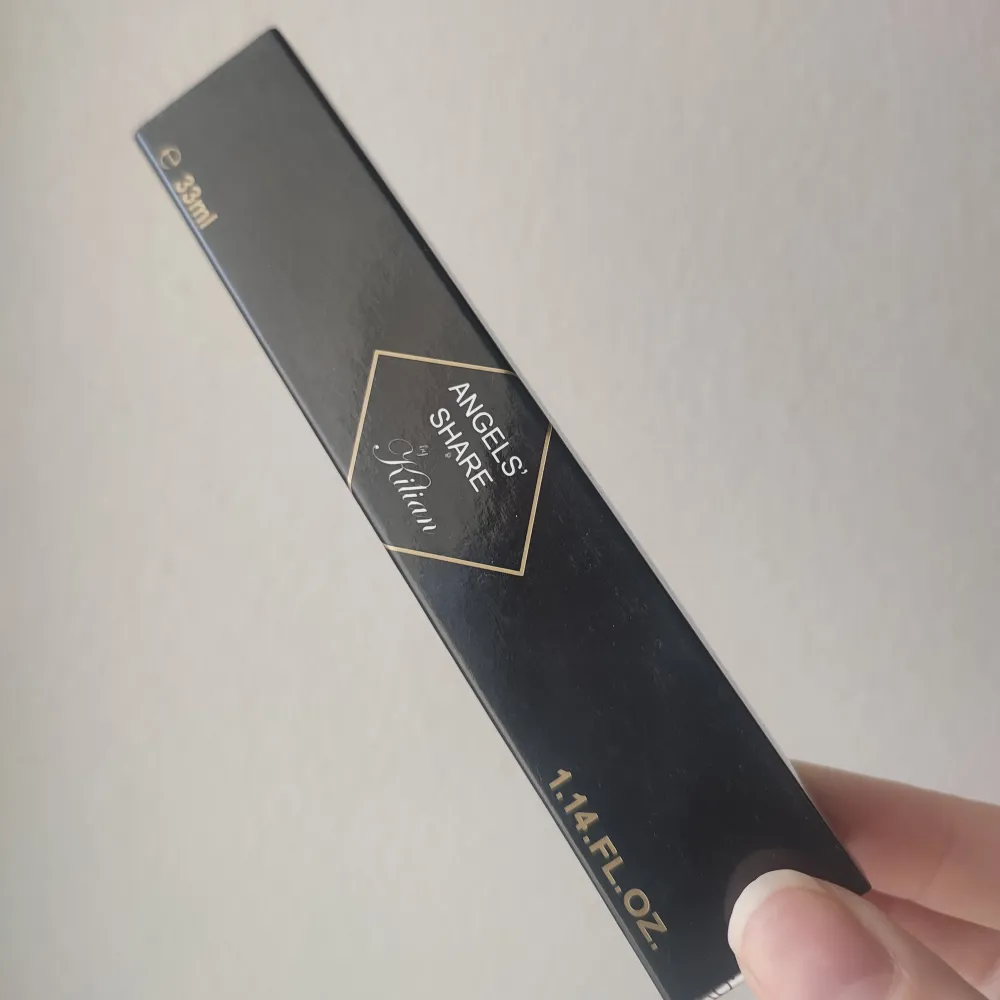 ℮ 33ml
ANGELS’
SHARE
by
Kilian
1.14.FL.OZ.